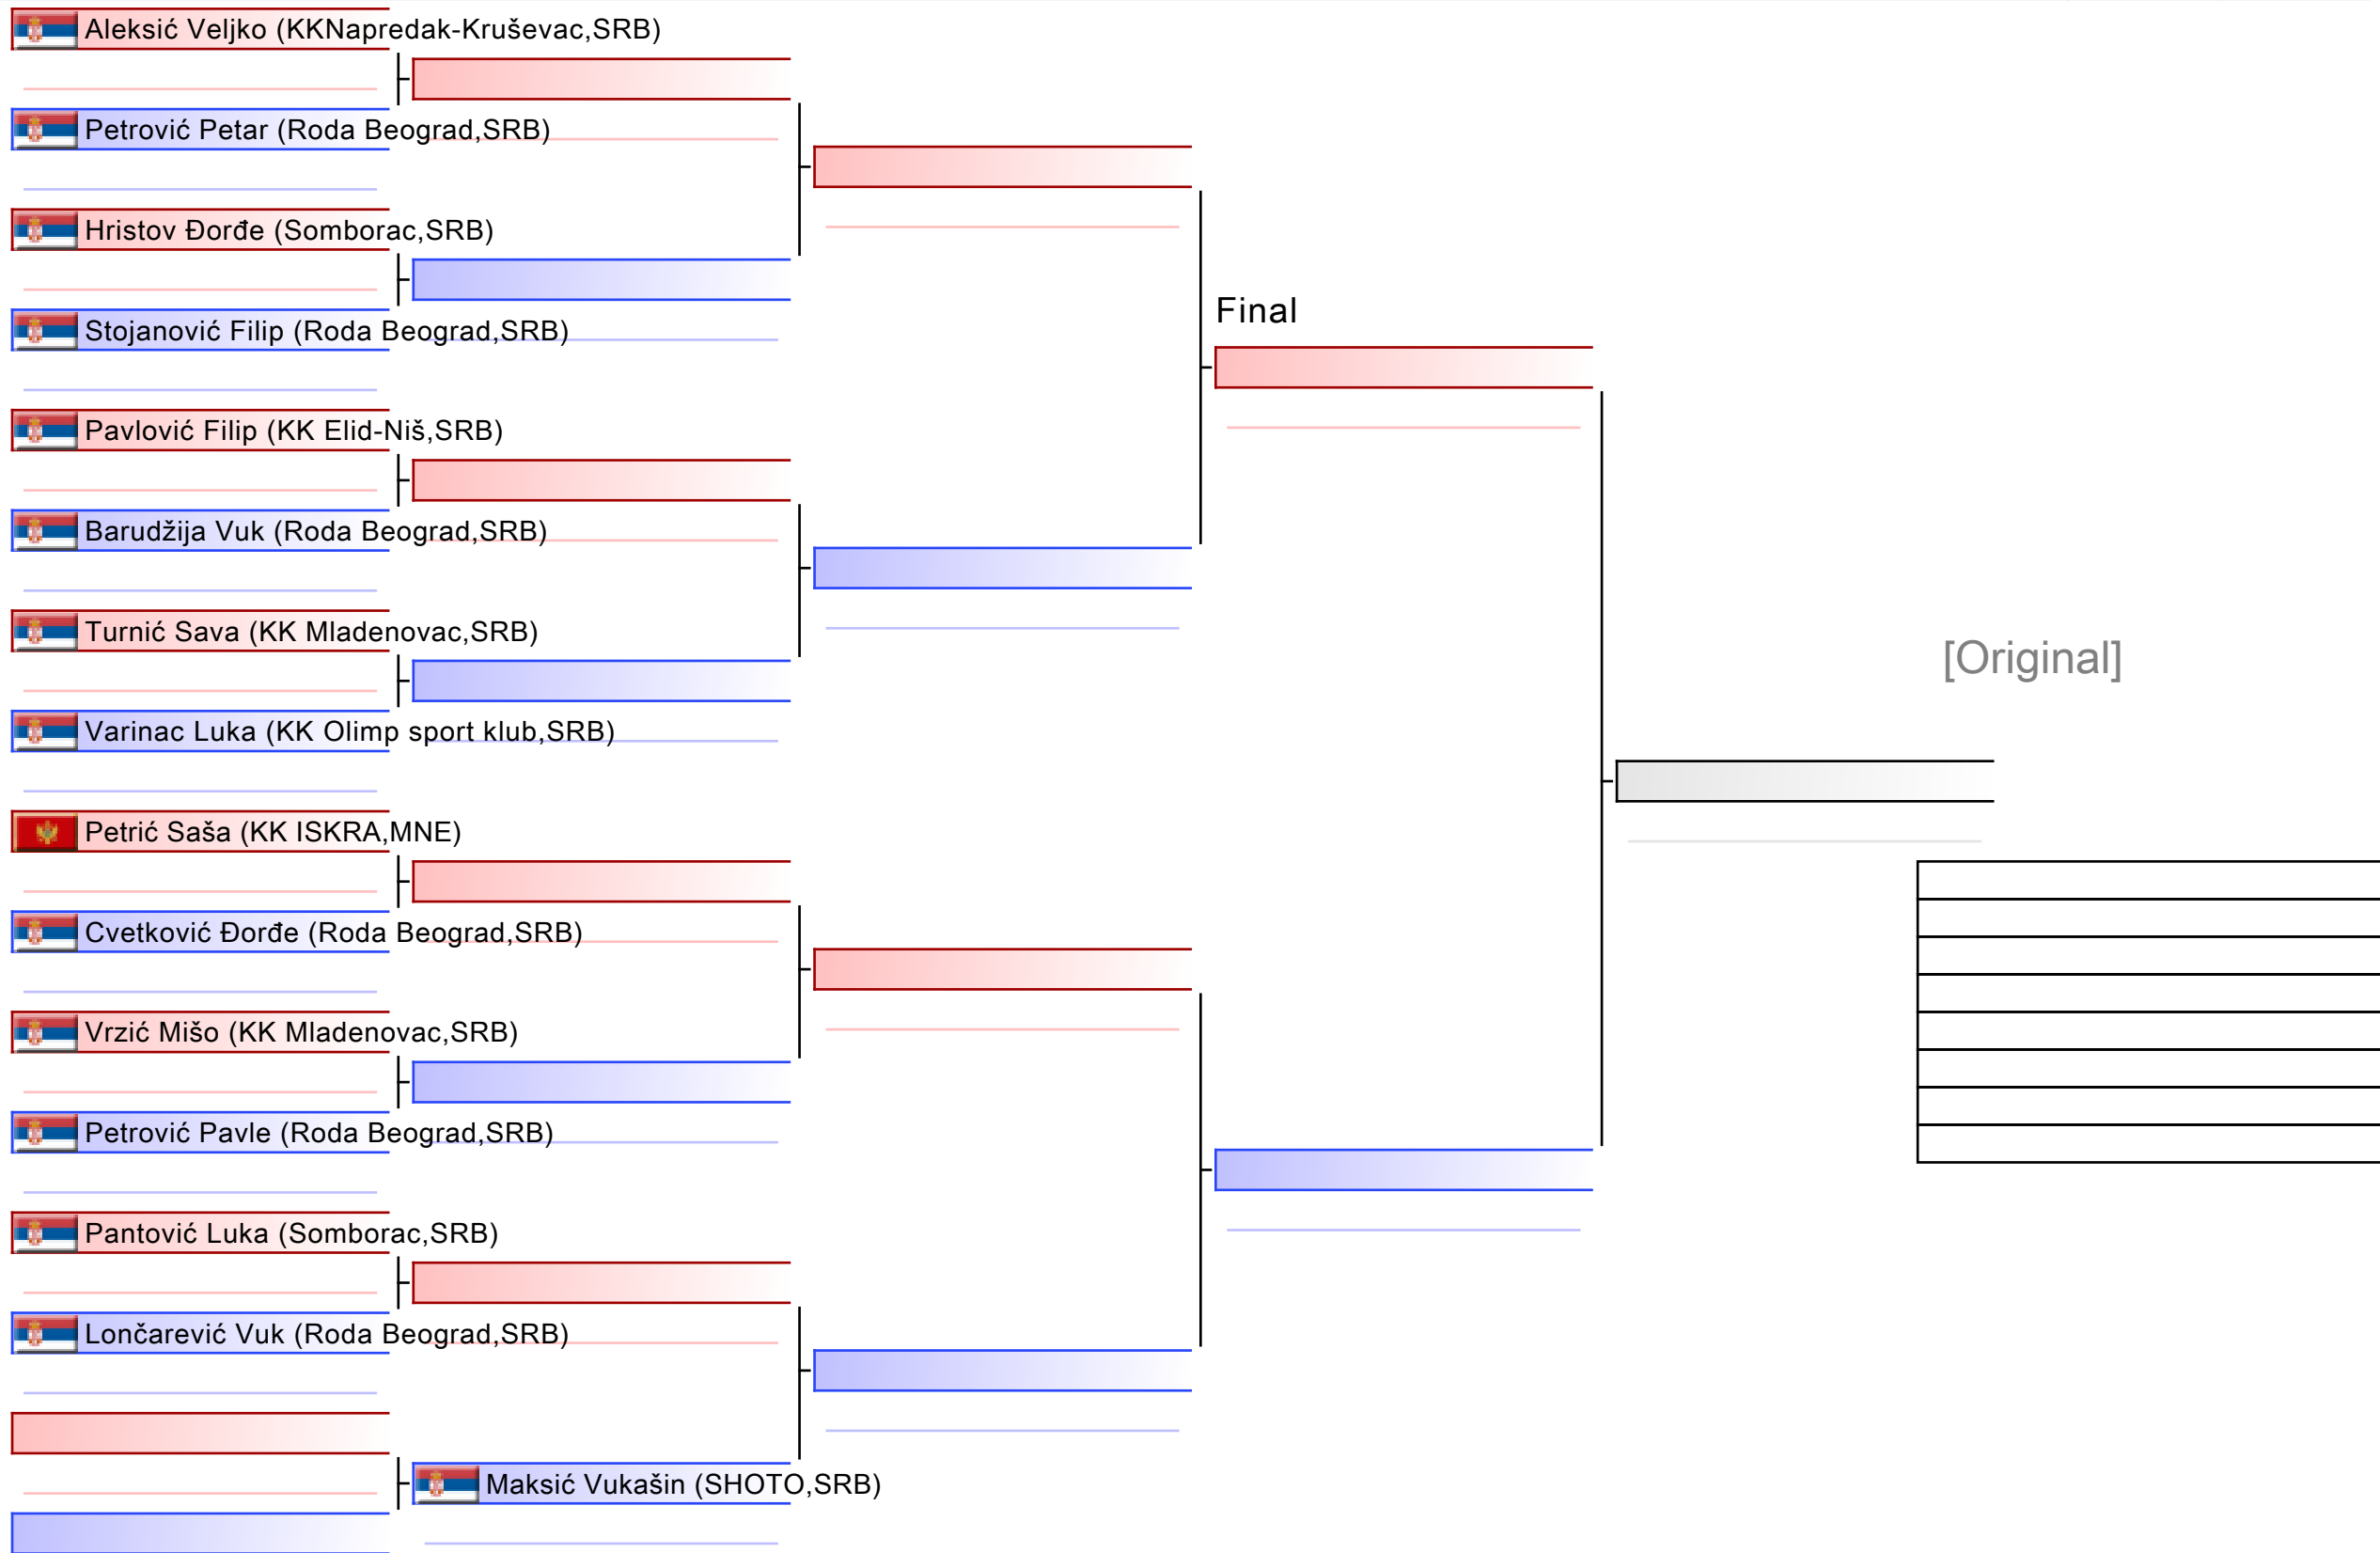 Aleksić Veljko (KKNapredak-Kruševac,SRB)
Petrović Petar (Roda Beograd,SRB)
Hristov Đorđe (Somborac,SRB)
Stojanović Filip (Roda Beograd,SRB)
Final
Pavlović Filip (KK Elid-Niš,SRB)
Barudžija Vuk (Roda Beograd,SRB)
Turnić Sava (KK Mladenovac,SRB)
[Original]
Varinac Luka (KK Olimp sport klub,SRB)
Petrić Saša (KK ISKRA,MNE)
Cvetković Đorđe (Roda Beograd,SRB)
Vrzić Mišo (KK Mladenovac,SRB)
Petrović Pavle (Roda Beograd,SRB)
Pantović Luka (Somborac,SRB)
Lončarević Vuk (Roda Beograd,SRB)
Maksić Vukašin (SHOTO,SRB)